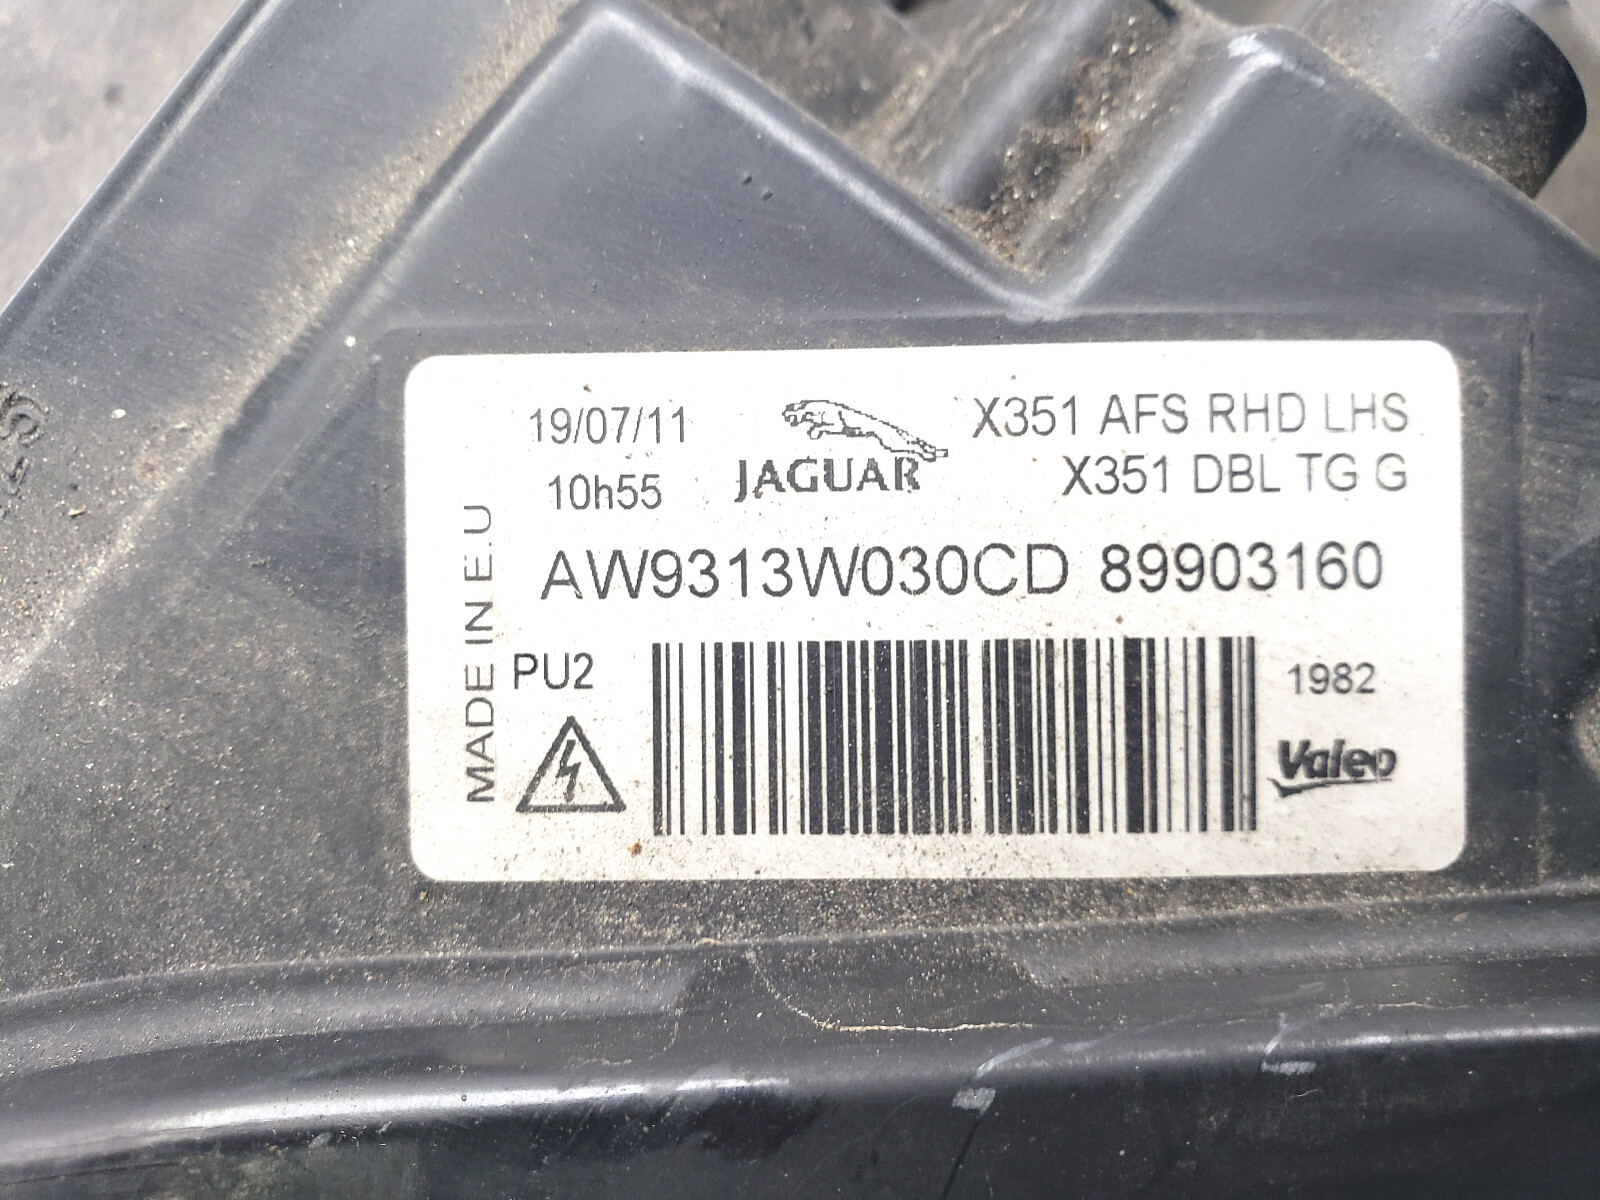 19/07/11
10h55
JAGUAR
X351 AFS RHD LHS
X351 DBL TG G
AW9313W030CD 89903160
MADE IN E.U
PU2
1982
Valeo